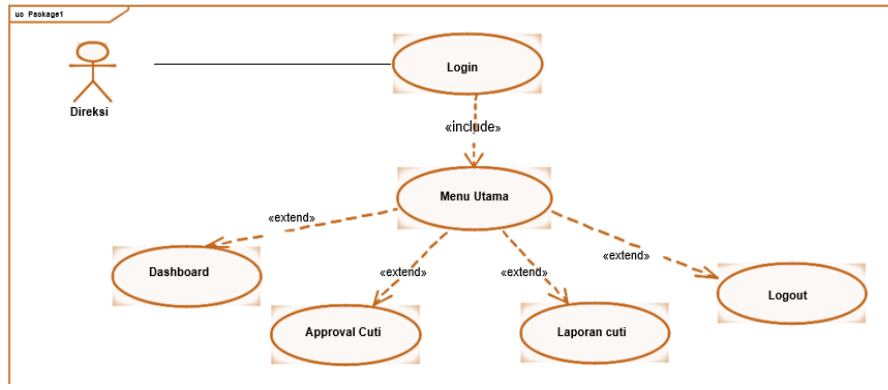 uc Package1
Direksi
Login
«include»
Menu Utama
«extend»
«extend»
«extend»
«extend»
Dashboard
Approval Cuti
Laporan cuti
Logout